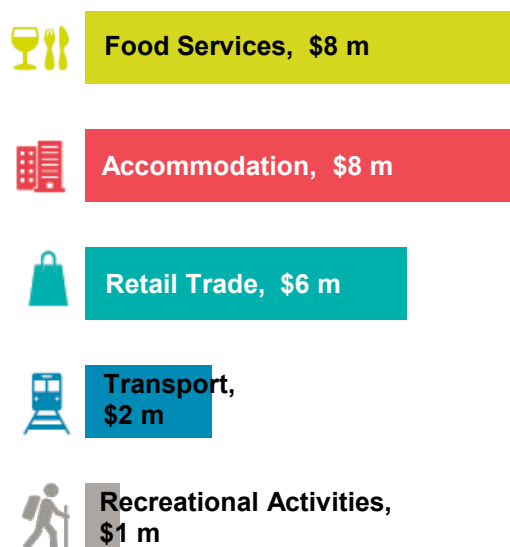 Food Services,  $8 m
Accommodation,  $8 m
Retail Trade,  $6 m
Transport,
$2 m
Recreational Activities,
$1 m